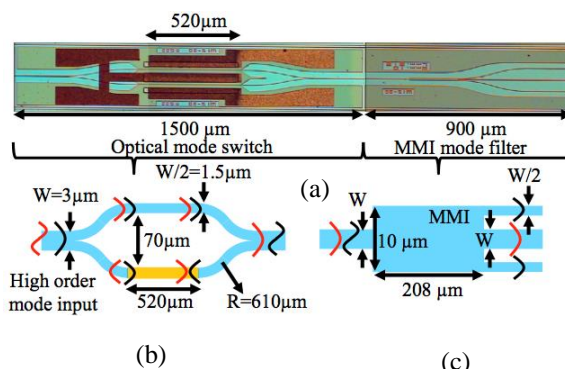 520µm
1500 µm
900 µm
Optical mode switch
MMI mode filter
(a)
W=3µm
W/2=1.5µm
70µm
High order
mode input
520µm
R=610µm
W
W/2
MMI
10 µm
W
208 µm
(b)
(c)